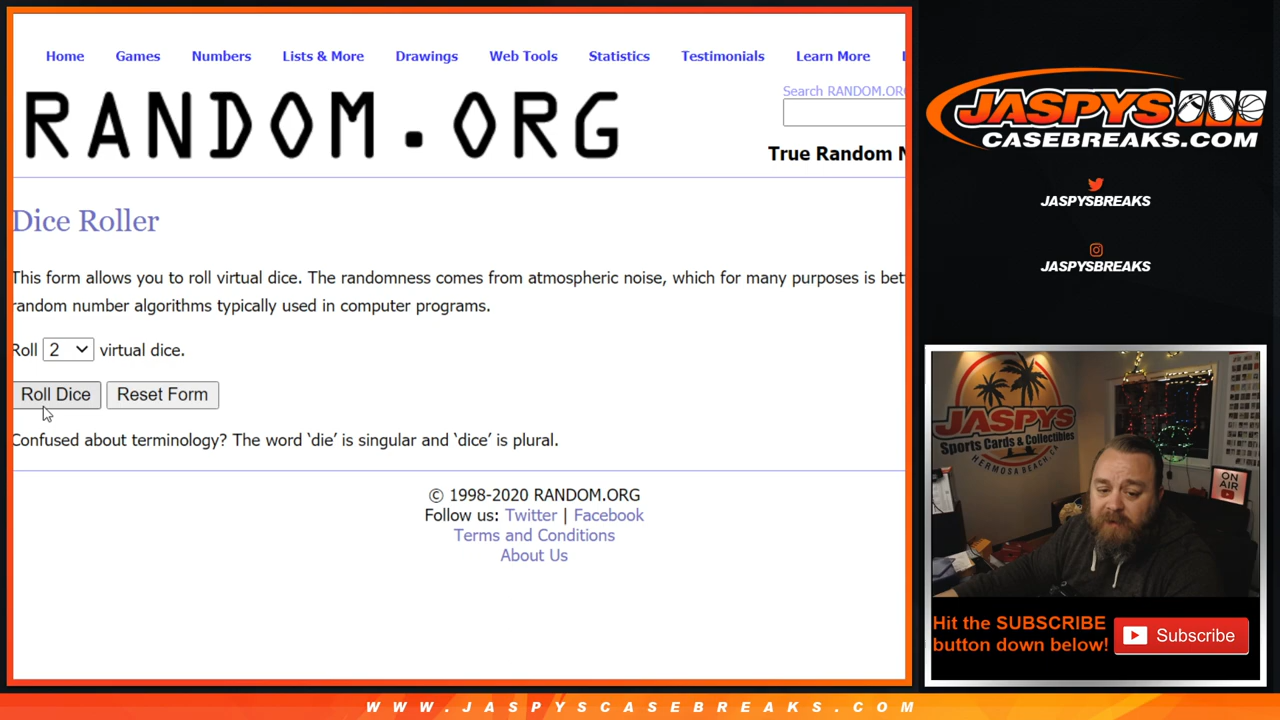 Home Games Numbers Lists & More Drawings Web Tools Statistics Testimonials Learn More
RANDOM.ORG
Search RANDOM.ORG
True Random N
Dice Roller
This form allows you to roll virtual dice. The randomness comes from atmospheric noise, which for many purposes is bet
random number algorithms typically used in computer programs.
Roll 2 virtual dice.
Roll Dice Reset Form
Confused about terminology? The word ‘die’ is singular and ‘dice’ is plural.
© 1998-2020 RANDOM.ORG
Follow us: Twitter | Facebook
Terms and Conditions
About Us
JASPYS
CASEBREAKS.COM
JASPYSBREAKS
JASPYSBREAKS
JASPYS
Sports Cards & Collectibles
HERMOSA BEACH, CA
ON
AIR
Hit the SUBSCRIBE
button down below!
Subscribe
WWW.JASPYSCASEBREAKS.COM